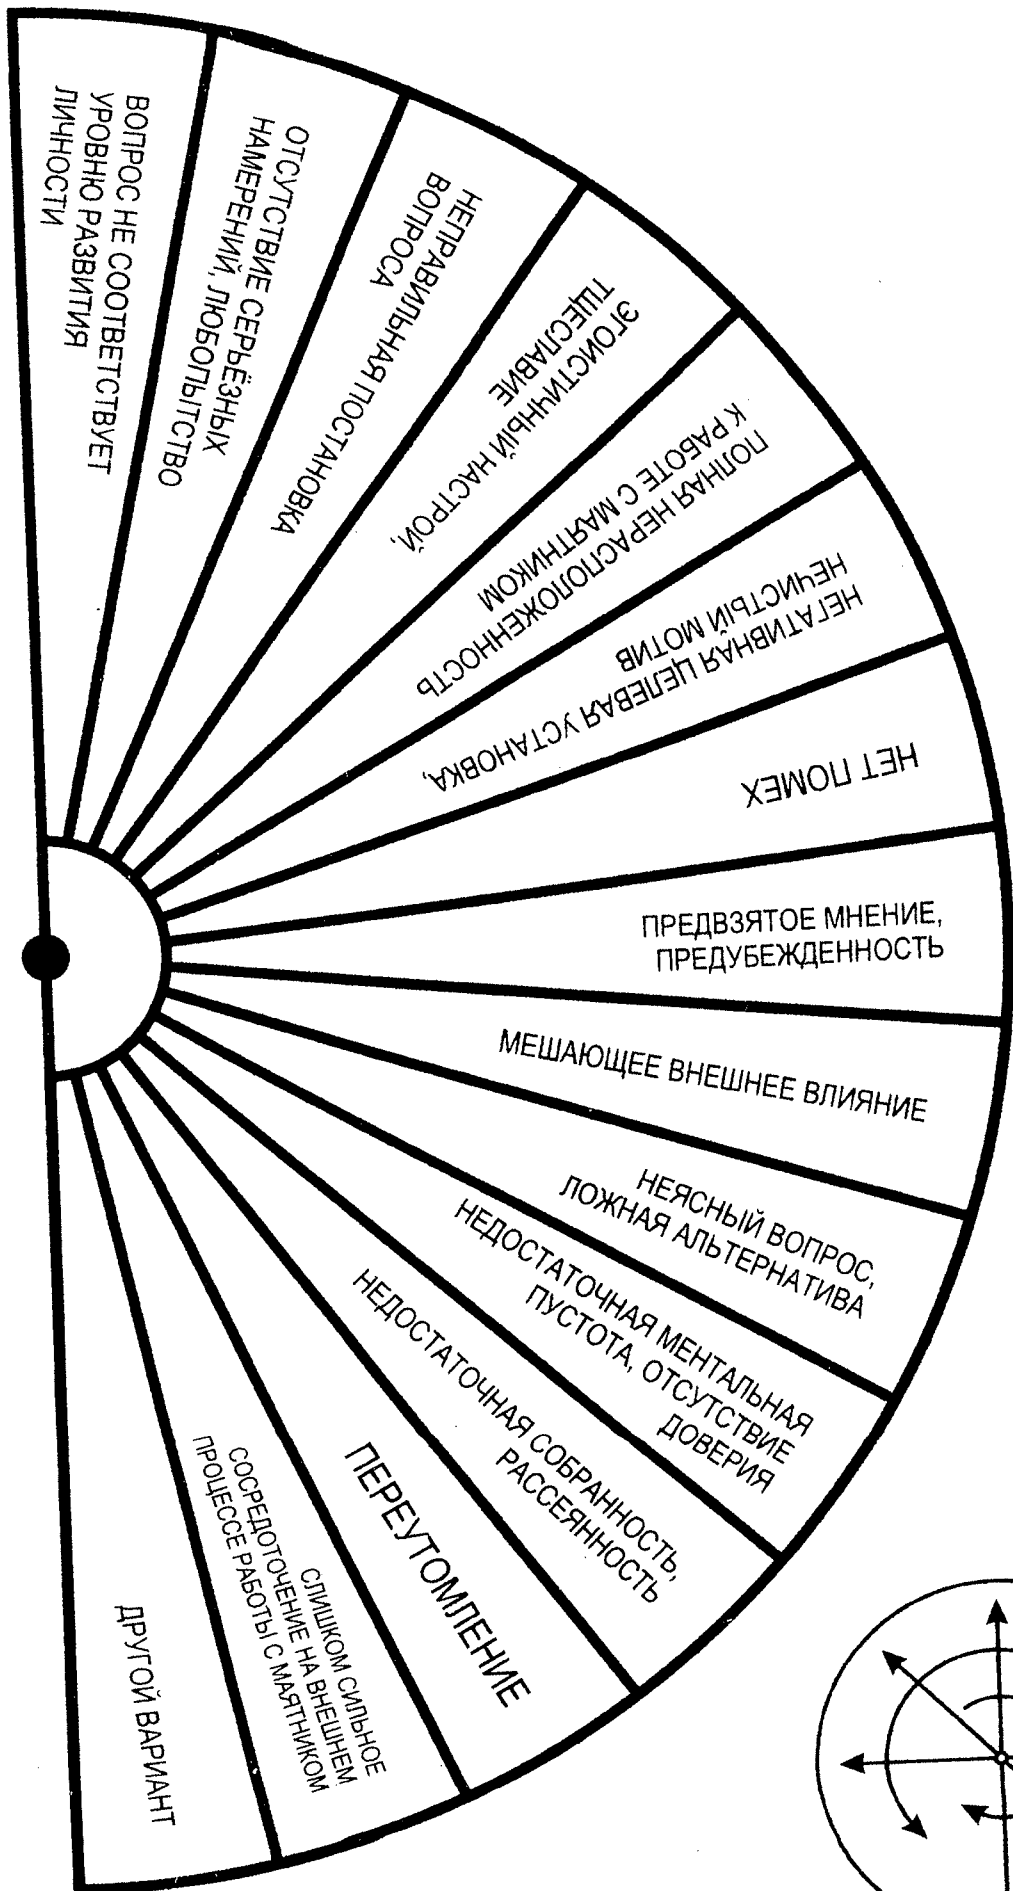 ВОПРОС НЕ СООТВЕТСТВУЕТ
УРОВНЮ РАЗВИТИЯ
ЛИЧНОСТИ
ОТСУТСТВИЕ СЕРЬЁЗНЫХ
НАМЕРЕНИЙ, ЛЮБОПЫТСТВО
НЕПРАВИЛЬНАЯ ПОСТАНОВКА
ВОПРОСА
ЭГОИСТИЧНЫЙ НАСТРОЙ,
ТЩЕСЛАВИЕ
ПОЛНАЯ НЕРАСПОЛОЖЕННОСТЬ
К РАБОТЕ С МАЯТНИКОМ
НЕГАТИВНАЯ ЦЕЛЕВАЯ УСТАНОВКА,
НЕЧИСТЫЙ МОТИВ
НЕТ ПОМЕХ
ПРЕДВЗЯТОЕ МНЕНИЕ,
ПРЕДУБЕЖДЕННОСТЬ
МЕШАЮЩЕЕ ВНЕШНЕЕ ВЛИЯНИЕ
НЕЯСНЫЙ ВОПРОС,
ЛОЖНАЯ АЛЬТЕРНАТИВА
НЕДОСТАТОЧНАЯ МЕНТАЛЬНАЯ
ПУСТОТА, ОТСУТСТВИЕ
ДОВЕРИЯ
НЕДОСТАТОЧНАЯ СОБРАННОСТЬ,
РАССЕЯННОСТЬ
ПЕРЕУТОМЛЕНИЕ
СЛИШКОМ СИЛЬНОЕ
СОСРЕДОТОЧЕНИЕ НА ВНЕШНЕМ
ПРОЦЕССЕ РАБОТЫ С МАЯТНИКОМ
ДРУГОЙ ВАРИАНТ